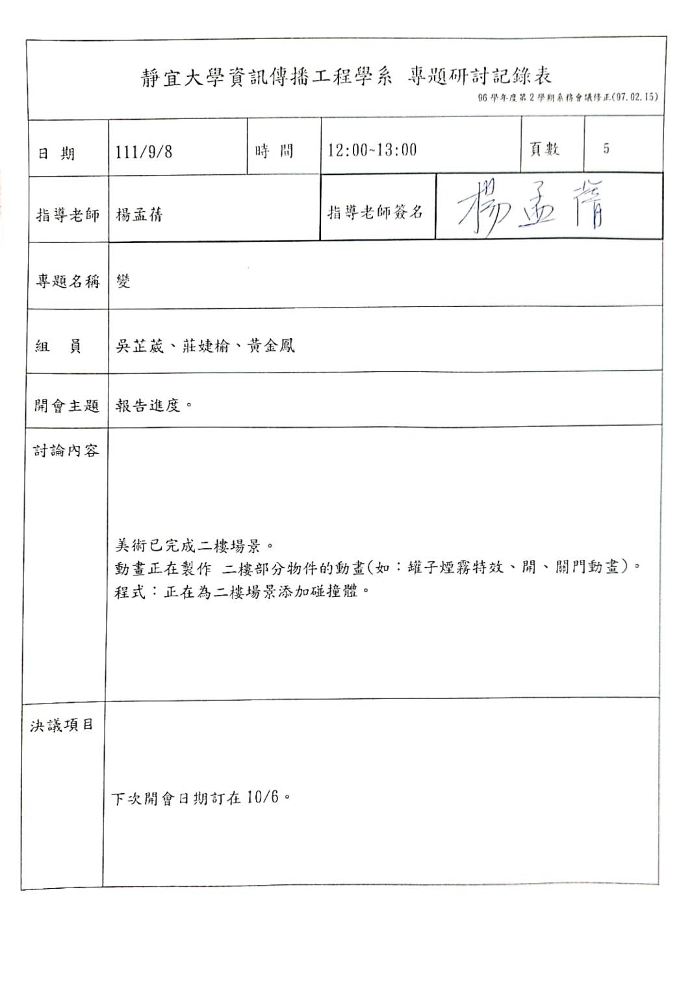 靜宜大學資訊傳播工程學系 專題研討記錄表
96 學年度第 2 學期系務會議修正(97.02.15)
日 期 111/9/8 時 間 12:00~13:00 頁數 5
指導老師 楊孟蒨 指導老師簽名 楊孟蒨
專題名稱 變
組 員 吳芷葳、莊婕榆、黃金鳳
開會主題 報告進度。
討論內容
美術已完成二樓場景。
動畫正在製作 二樓部分物件的動畫(如：罐子煙霧特效、開、關門動畫)。
程式：正在為二樓場景添加碰撞體。
決議項目
下次開會日期訂在 10/6。